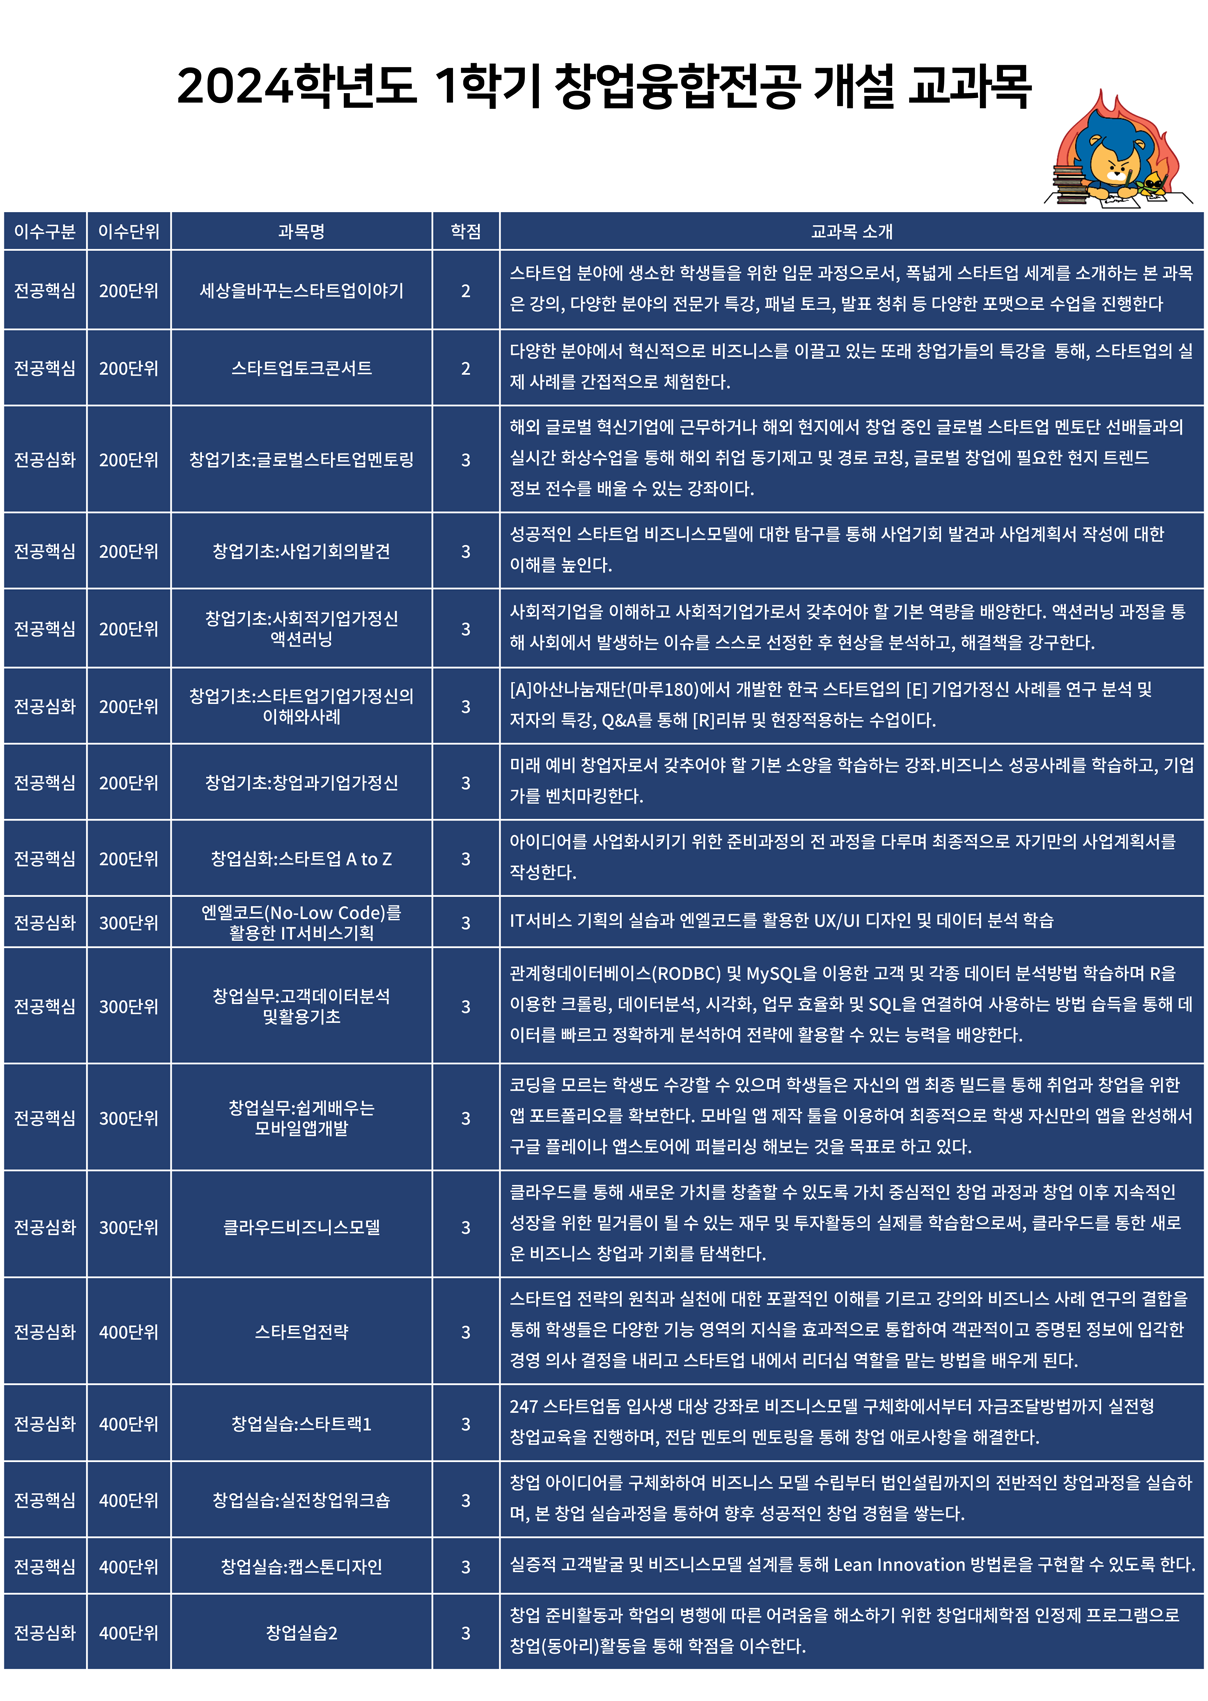 2024학년도 1학기 창업융합전공 개설 교과목
이수구분 이수단위 과목명 학점 교과목 소개
전공핵심 200단위 세상을바꾸는스타트업이야기 2
스타트업 분야에 생소한 학생들을 위한 입문 과정으로서, 폭넓게 스타트업 세계를 소개하는 본 과목
은 강의, 다양한 분야의 전문가 특강, 패널 토크, 발표 청취 등 다양한 포맷으로 수업을 진행한다
전공핵심 200단위 스타트업토크콘서트 2
다양한 분야에서 혁신적으로 비즈니스를 이끌고 있는 또래 창업가들의 특강을 통해, 스타트업의 실
제 사례를 간접적으로 체험한다.
전공심화 200단위 창업기초:글로벌스타트업멘토링 3
해외 글로벌 혁신기업에 근무하거나 해외 현지에서 창업 중인 글로벌 스타트업 멘토단 선배들과의
실시간 화상수업을 통해 해외 취업 동기제고 및 경로 코칭, 글로벌 창업에 필요한 현지 트렌드
정보 전수를 배울 수 있는 강좌이다.
전공핵심 200단위 창업기초:사업기회의발견 3
성공적인 스타트업 비즈니스모델에 대한 탐구를 통해 사업기회 발견과 사업계획서 작성에 대한
이해를 높인다.
전공핵심 200단위 창업기초:사회적기업가정신
액션러닝 3
사회적기업을 이해하고 사회적기업가로서 갖추어야 할 기본 역량을 배양한다. 액션러닝 과정을 통
해 사회에서 발생하는 이슈를 스스로 선정한 후 현상을 분석하고, 해결책을 강구한다.
전공심화 200단위 창업기초:스타트업기업가정신의
이해와사례 3
[A]아산나눔재단(마루180)에서 개발한 한국 스타트업의 [E] 기업가정신 사례를 연구 분석 및
저자의 특강, Q&A를 통해 [R]리뷰 및 현장적용하는 수업이다.
전공핵심 200단위 창업기초:창업과기업가정신 3
미래 예비 창업자로서 갖추어야 할 기본 소양을 학습하는 강좌.비즈니스 성공사례를 학습하고, 기업
가를 벤치마킹한다.
전공핵심 200단위 창업심화:스타트업 A to Z 3
아이디어를 사업화시키기 위한 준비과정의 전 과정을 다루며 최종적으로 자기만의 사업계획서를
작성한다.
전공심화 300단위 엔엘코드(No-Low Code)를
활용한 IT서비스기획 3
IT서비스 기획의 실습과 엔엘코드를 활용한 UX/UI 디자인 및 데이터 분석 학습
전공핵심 300단위 창업실무:고객데이터분석
및활용기초 3
관계형데이터베이스(RODBC) 및 MySQL을 이용한 고객 및 각종 데이터 분석방법 학습하며 R을
이용한 크롤링, 데이터분석, 시각화, 업무 효율화 및 SQL을 연결하여 사용하는 방법 습득을 통해 데
이터를 빠르고 정확하게 분석하여 전략에 활용할 수 있는 능력을 배양한다.
전공핵심 300단위 창업실무:쉽게배우는
모바일앱개발 3
코딩을 모르는 학생도 수강할 수 있으며 학생들은 자신의 앱 최종 빌드를 통해 취업과 창업을 위한
앱 포트폴리오를 확보한다. 모바일 앱 제작 툴을 이용하여 최종적으로 학생 자신만의 앱을 완성해서
구글 플레이나 앱스토어에 퍼블리싱 해보는 것을 목표로 하고 있다.
전공심화 300단위 클라우드비즈니스모델 3
클라우드를 통해 새로운 가치를 창출할 수 있도록 가치 중심적인 창업 과정과 창업 이후 지속적인
성장을 위한 밑거름이 될 수 있는 재무 및 투자활동의 실제를 학습함으로써, 클라우드를 통한 새로
운 비즈니스 창업과 기회를 탐색한다.
전공심화 400단위 스타트업전략 3
스타트업 전략의 원칙과 실천에 대한 포괄적인 이해를 기르고 강의와 비즈니스 사례 연구의 결합을
통해 학생들은 다양한 기능 영역의 지식을 효과적으로 통합하여 객관적이고 증명된 정보에 입각한
경영 의사 결정을 내리고 스타트업 내에서 리더십 역할을 맡는 방법을 배우게 된다.
전공심화 400단위 창업실습:스타트랙1 3
247 스타트업돔 입사생 대상 강좌로 비즈니스모델 구체화에서부터 자금조달방법까지 실전형
창업교육을 진행하며, 전담 멘토의 멘토링을 통해 창업 애로사항을 해결한다.
전공핵심 400단위 창업실습:실전창업워크숍 3
창업 아이디어를 구체화하여 비즈니스 모델 수립부터 법인설립까지의 전반적인 창업과정을 실습하
며, 본 창업 실습과정을 통하여 향후 성공적인 창업 경험을 쌓는다.
전공핵심 400단위 창업실습:캡스톤디자인 3
실증적 고객발굴 및 비즈니스모델 설계를 통해 Lean Innovation 방법론을 구현할 수 있도록 한다.
전공심화 400단위 창업실습2 3
창업 준비활동과 학업의 병행에 따른 어려움을 해소하기 위한 창업대체학점 인정제 프로그램으로
창업(동아리)활동을 통해 학점을 이수한다.